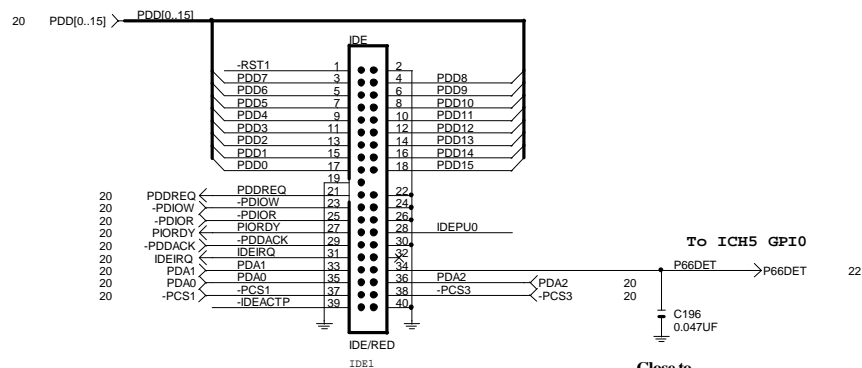 20 PDD[0..15] PDD[0..15]
IDE
-RST1 1 2
PDD7 3 4 PDD8
PDD6 5 6 PDD9
PDD5 7 8 PDD10
PDD4 9 10 PDD11
PDD3 11 12 PDD12
PDD2 13 14 PDD13
PDD1 15 16 PDD14
PDD0 17 18 PDD15
19
20 PDDREQ PDDREQ 21 22
20 -PDIOW -PDIOW 23 24
20 -PDIOR -PDIOR 25 26
20 PIORDY PIORDY 27 28 IDEPU0
20 -PDDACK -PDDACK 29 30
20 IDEIRQ IDEIRQ 31 32
To ICH5 GPI0
20 PDA1 PDA1 33 34 P66DET P66DET 22
20 PDA0 PDA0 35 36 PDA2 PDA2 20
20 -PCS1 -PCS1 37 38 -PCS3 -PCS3 20
-IDEACTP 39 40
C196
0.047UF
IDE/RED
IDE1
Close to